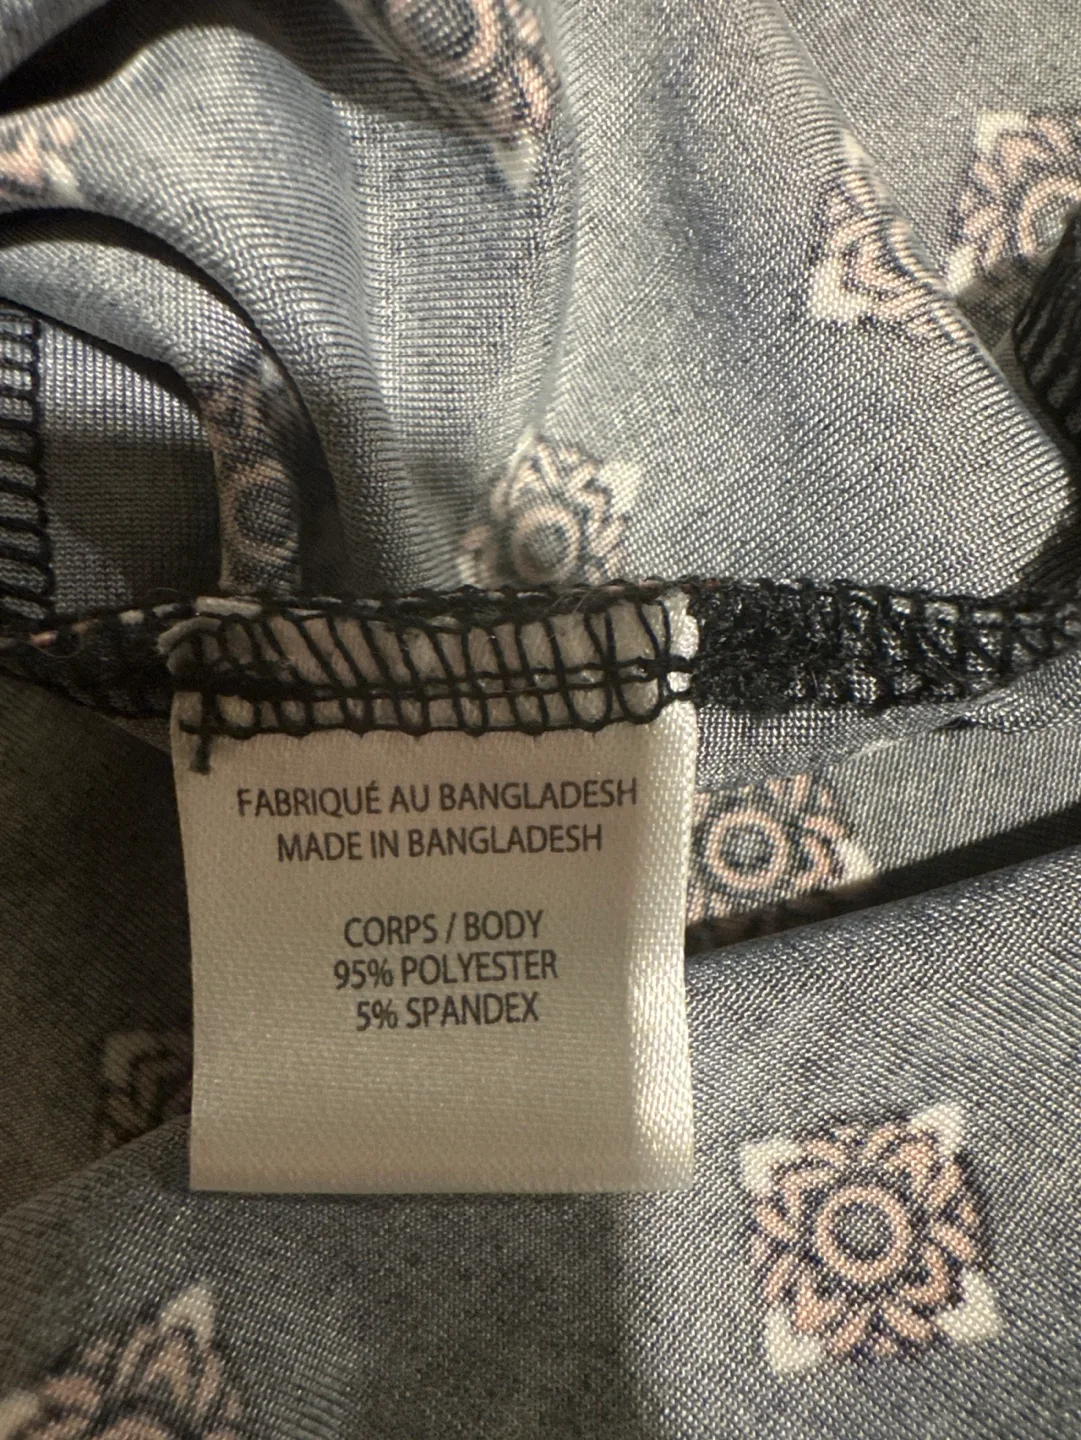 FABRIQUÉ AU BANGLADESH
MADE IN BANGLADESH
CORPS / BODY
95% POLYESTER
5% SPANDEX